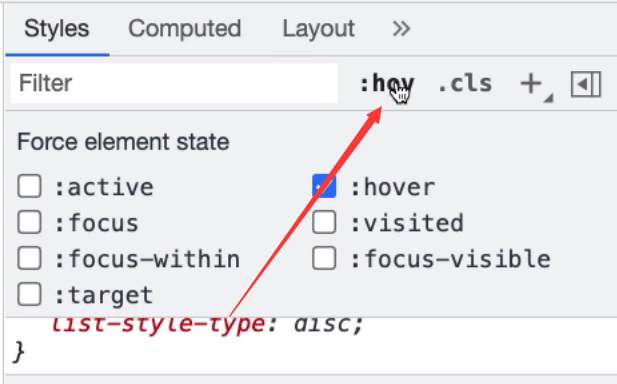 Styles Computed Layout »
Filter :hov .cls +
Force element state
:active :hover
:focus :visited
:focus-within :focus-visible
:target
list-style-type: disc;
}